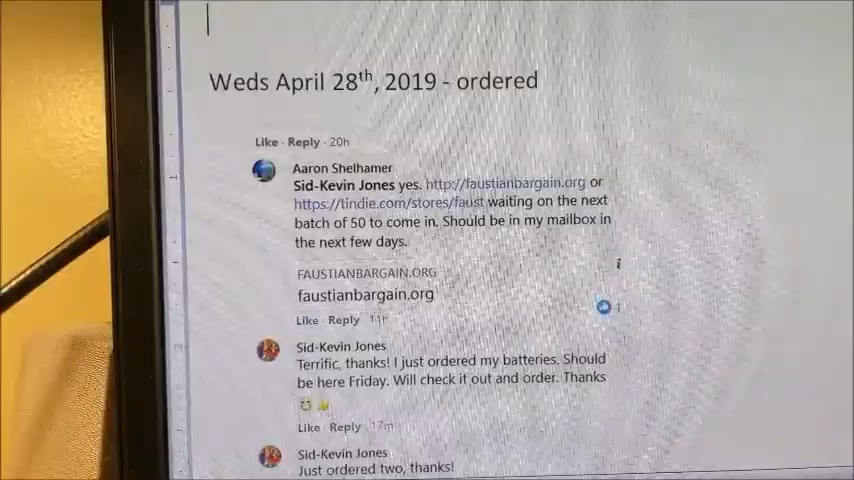 Weds April 28th, 2019 - ordered
Like · Reply · 20h
Aaron Shelhamer
Sid-Kevin Jones yes. http://faustianbargain.org or
https://tindie.com/stores/faust waiting on the next
batch of 50 to come in. Should be in my mailbox in
the next few days.
FAUSTIANBARGAIN.ORG
faustianbargain.org
i
Like · Reply · 11h
1
Sid-Kevin Jones
Terrific, thanks! I just ordered my batteries. Should
be here Friday. Will check it out and order. Thanks
Like · Reply · 17m
Sid-Kevin Jones
Just ordered two, thanks!